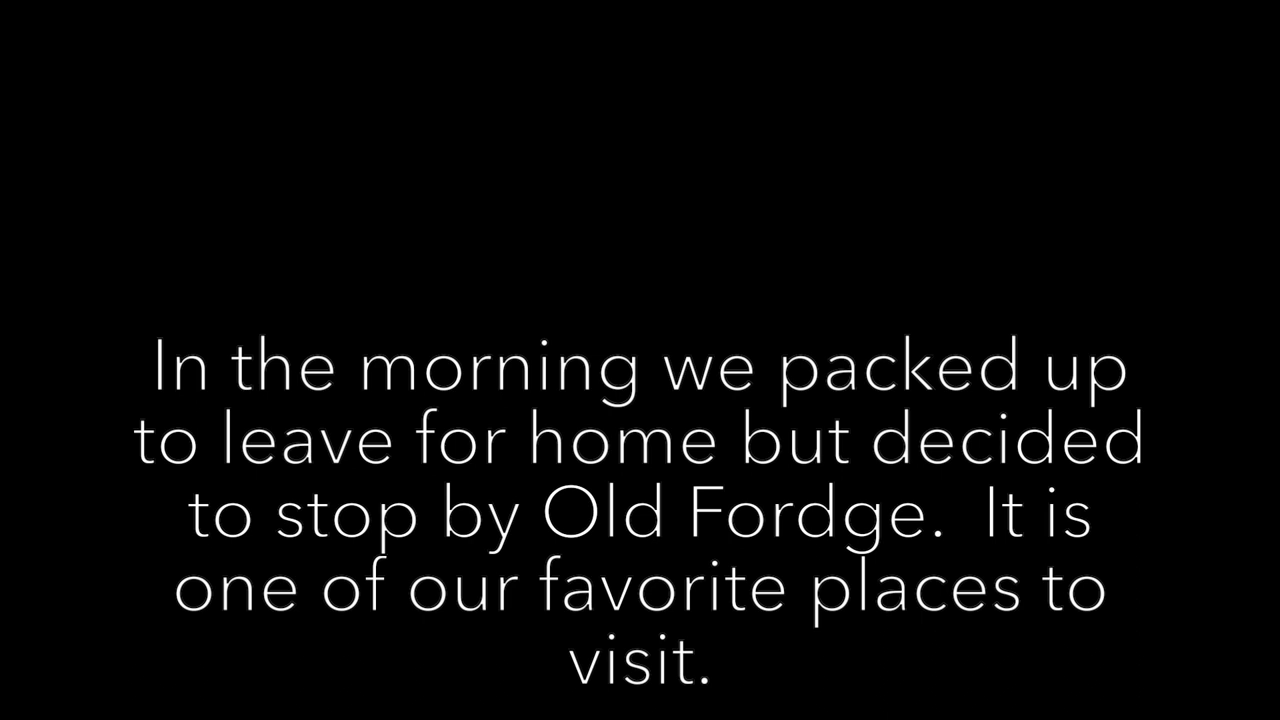 In the morning we packed up
to leave for home but decided
to stop by Old Fordge.  It is
one of our favorite places to
visit.